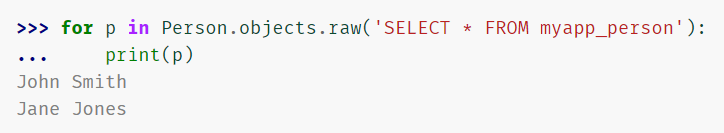 >>> for p in Person.objects.raw('SELECT * FROM myapp_person'):
...     print(p)
John Smith
Jane Jones